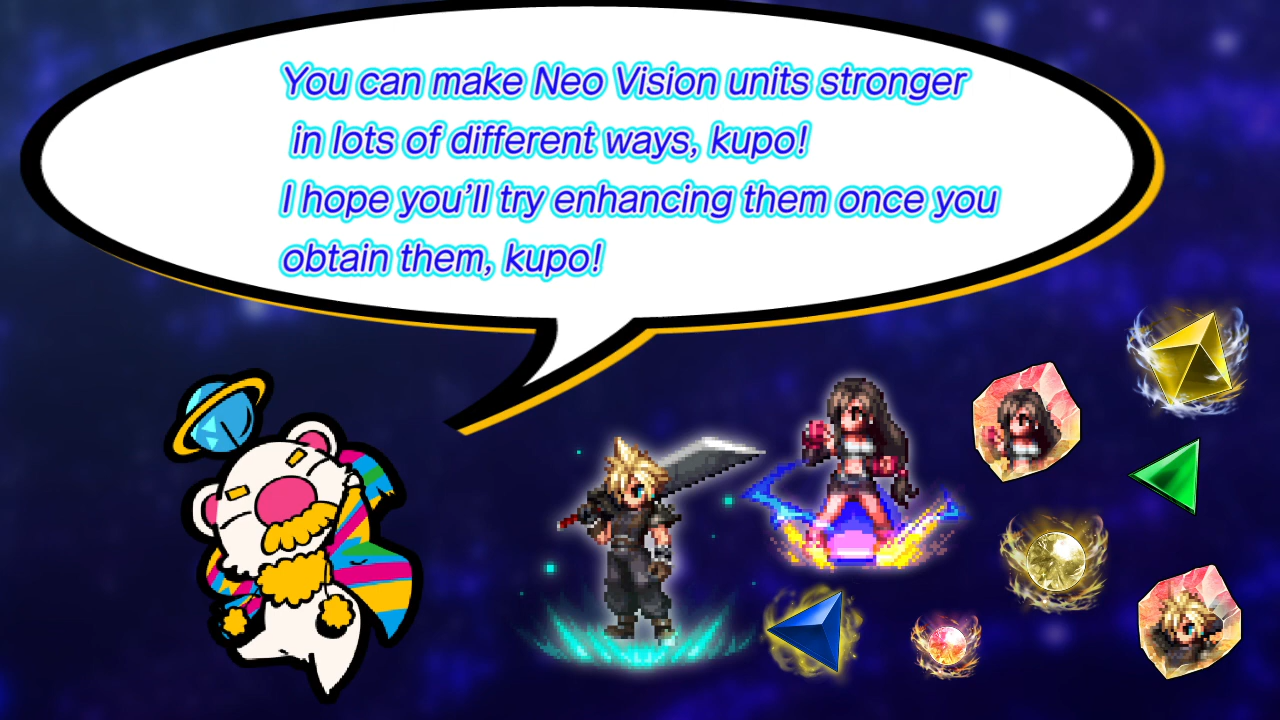 You can make Neo Vision units stronger
in lots of different ways, kupo!
I hope you’ll try enhancing them once you
obtain them, kupo!